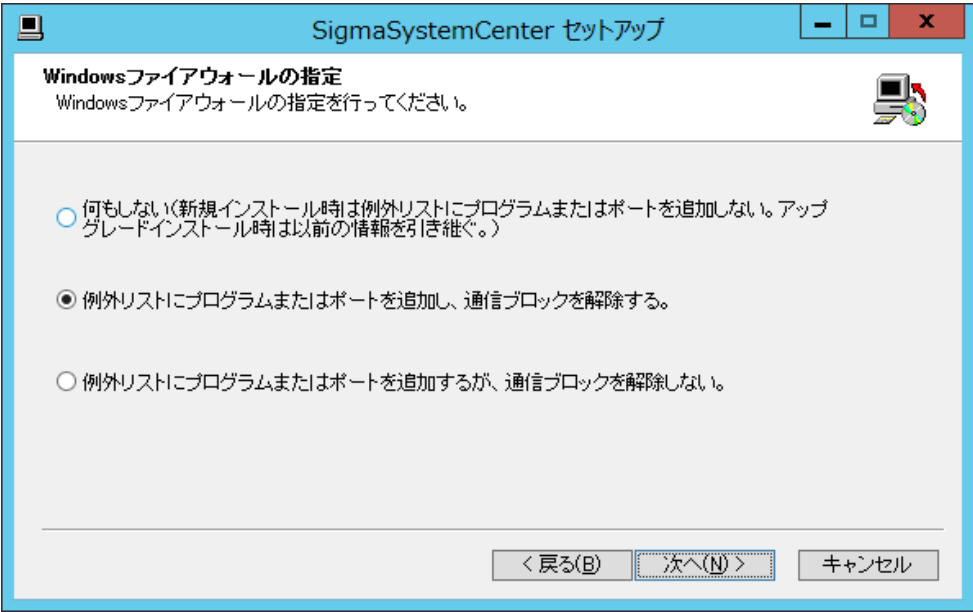 SigmaSystemCenter セットアップ
Windowsファイアウォールの指定
Windowsファイアウォールの指定を行ってください。
何もしない(新規インストール時は例外リストにプログラムまたはポートを追加しない。アップ
グレードインストール時は以前の情報を引き継ぐ。)
例外リストにプログラムまたはポートを追加し、通信ブロックを解除する。
例外リストにプログラムまたはポートを追加するが、通信ブロックを解除しない。
< 戻る(B) 次へ(N) > キャンセル